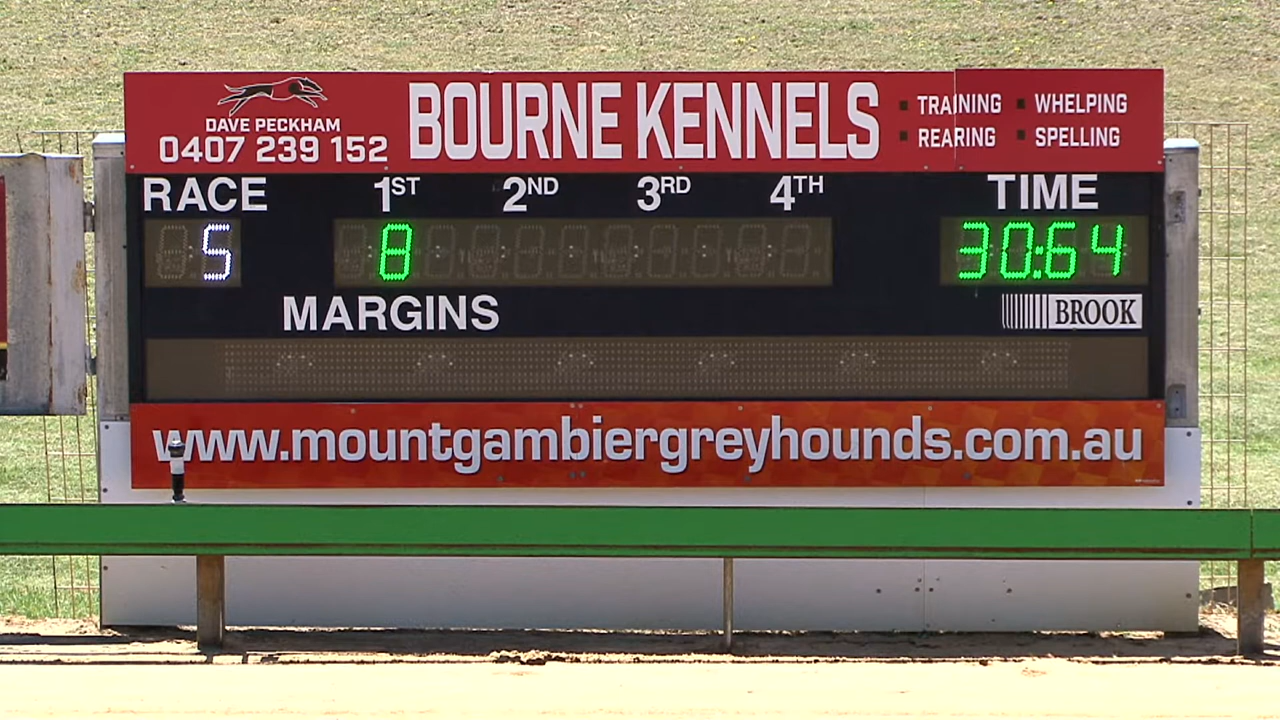 DAVE PECKHAM
0407 239 152
BOURNE KENNELS
▪ TRAINING ▪ WHELPING
▪ REARING ▪ SPELLING
RACE 1ST 2ND 3RD 4TH TIME
5 8 30:64
MARGINS
BROOK
www.mountgambiergreyhounds.com.au